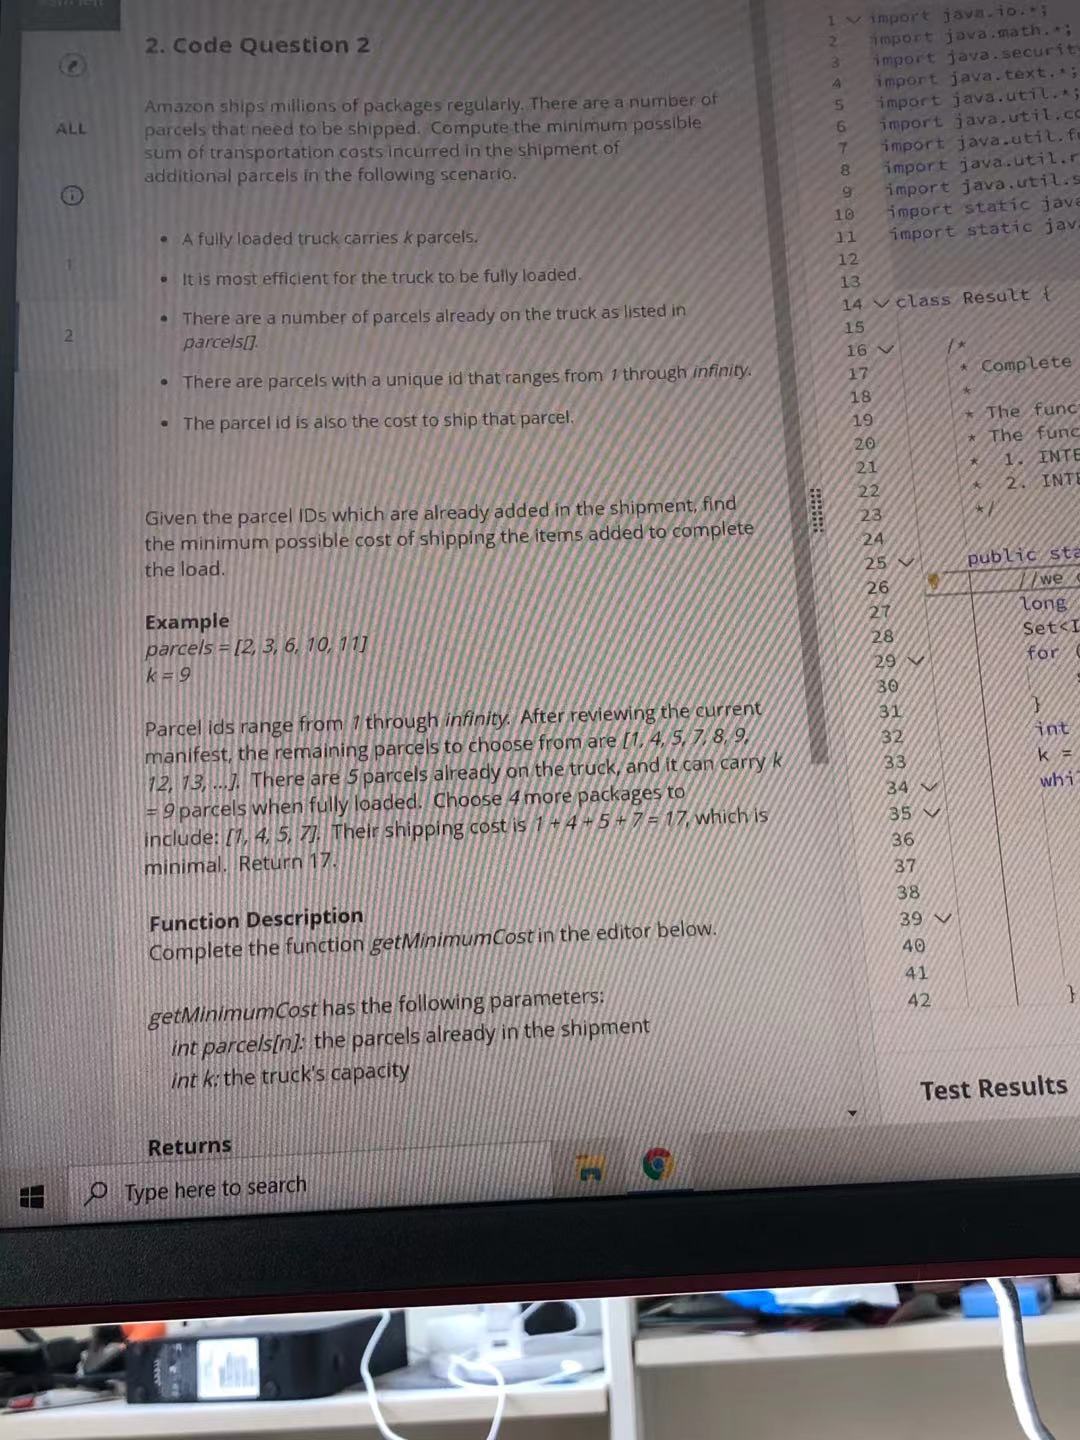 2. Code Question 2
ALL
1
2
Amazon ships millions of packages regularly. There are a number of
parcels that need to be shipped. Compute the minimum possible
sum of transportation costs incurred in the shipment of
additional parcels in the following scenario.
• A fully loaded truck carries k parcels.
• It is most efficient for the truck to be fully loaded.
• There are a number of parcels already on the truck as listed in
parcels[].
• There are parcels with a unique id that ranges from 1 through infinity.
• The parcel id is also the cost to ship that parcel.
Given the parcel IDs which are already added in the shipment, find
the minimum possible cost of shipping the items added to complete
the load.
Example
parcels = [2, 3, 6, 10, 11]
k = 9
Parcel ids range from 1 through infinity. After reviewing the current
manifest, the remaining parcels to choose from are [1, 4, 5, 7, 8, 9,
12, 13, ...]. There are 5 parcels already on the truck, and it can carry k
= 9 parcels when fully loaded. Choose 4 more packages to
include: [1, 4, 5, 7]. Their shipping cost is 1 + 4 + 5 + 7 = 17, which is
minimal. Return 17.
Function Description
Complete the function getMinimumCost in the editor below.
getMinimumCost has the following parameters:
int parcels[n]: the parcels already in the shipment
int k: the truck's capacity
Returns
1 import java.io.*;
2 import java.math.*;
3 import java.securit
4 import java.text.*;
5 import java.util.*;
6 import java.util.co
7 import java.util.f
8 import java.util.r
9 import java.util.s
10 import static java
11 import static jav
12
13
14 class Result {
15
16 /*
17 * Complete
18 *
19 * The func
20 * The func
21 * 1. INTE
22 * 2. INTE
23 */
24
25 public sta
26 //we
27 long
28 Set<I
29 for (
30
31 }
32 int
33 k =
34 whi
35
36
37
38
39
40
41
42 }
Test Results
Type here to search